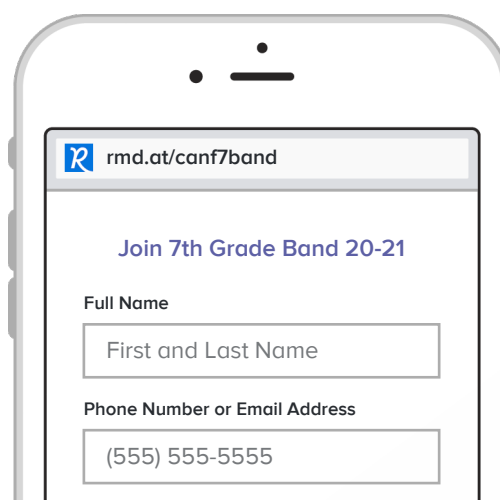 rmd.at/canf7band
Join 7th Grade Band 20-21
Full Name
First and Last Name
Phone Number or Email Address
(555) 555-5555